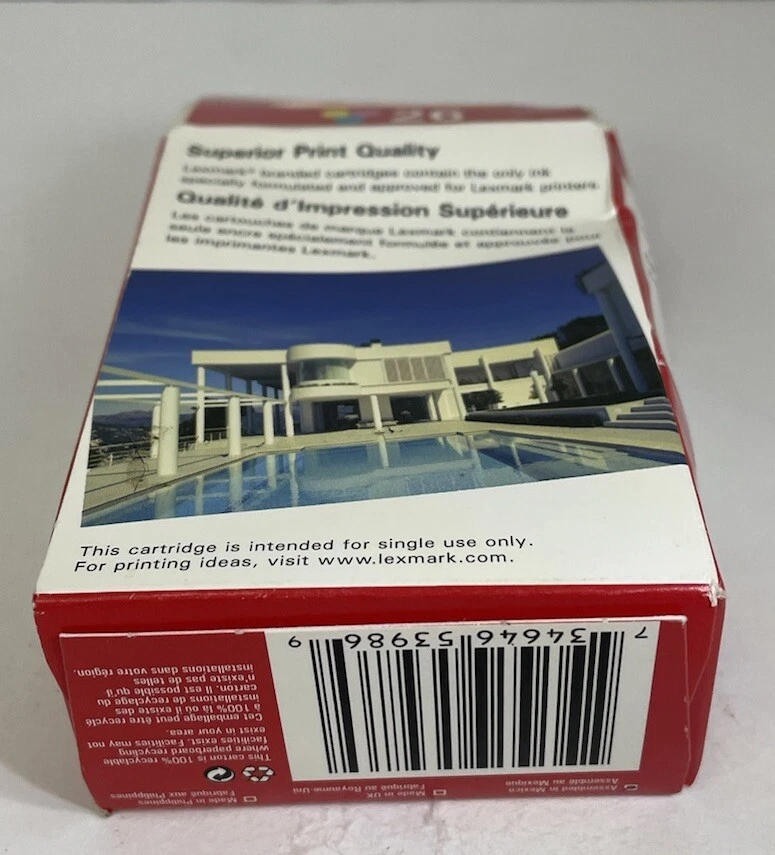 26
Superior Print Quality
Lexmark® branded cartridges contain the only ink
specially formulated and approved for Lexmark printers.
Qualité d'Impression Supérieure
Les cartouches de marque Lexmark contiennent la
seule encre spécialement formulée et approuvée pour
les imprimantes Lexmark.
This cartridge is intended for single use only.
For printing ideas, visit www.lexmark.com.
7 34646 53986 9
This carton is 100% recyclable
where paperboard recycling
facilities exist. Facilities may not
exist in your area.
Cet emballage peut être recyclé
à 100% là où il existe des
installations de recyclage du
carton. Il est possible qu'il
n'existe pas de telles
installations dans votre région.
Assembled in Mexico
Assemblé au Mexique
Made in UK
Fabriqué au Royaume-Uni
Made in Philippines
Fabriqué aux Philippines